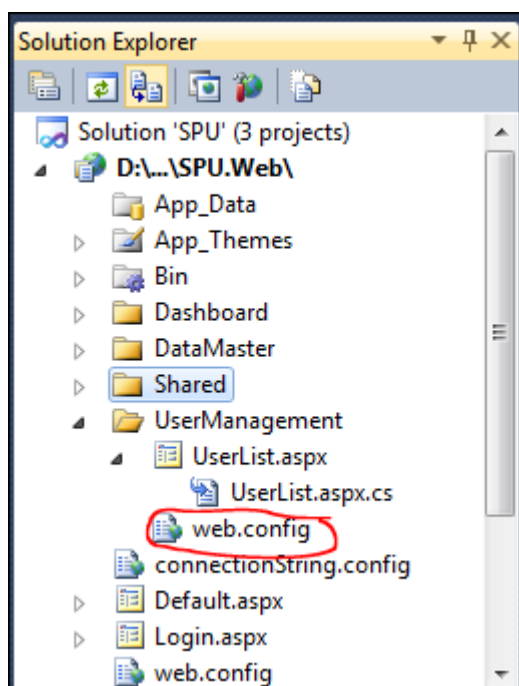 Solution Explorer
Solution 'SPU' (3 projects)
D:\...\SPU.Web\
App_Data
App_Themes
Bin
Dashboard
DataMaster
Shared
UserManagement
UserList.aspx
UserList.aspx.cs
web.config
connectionString.config
Default.aspx
Login.aspx
web.config